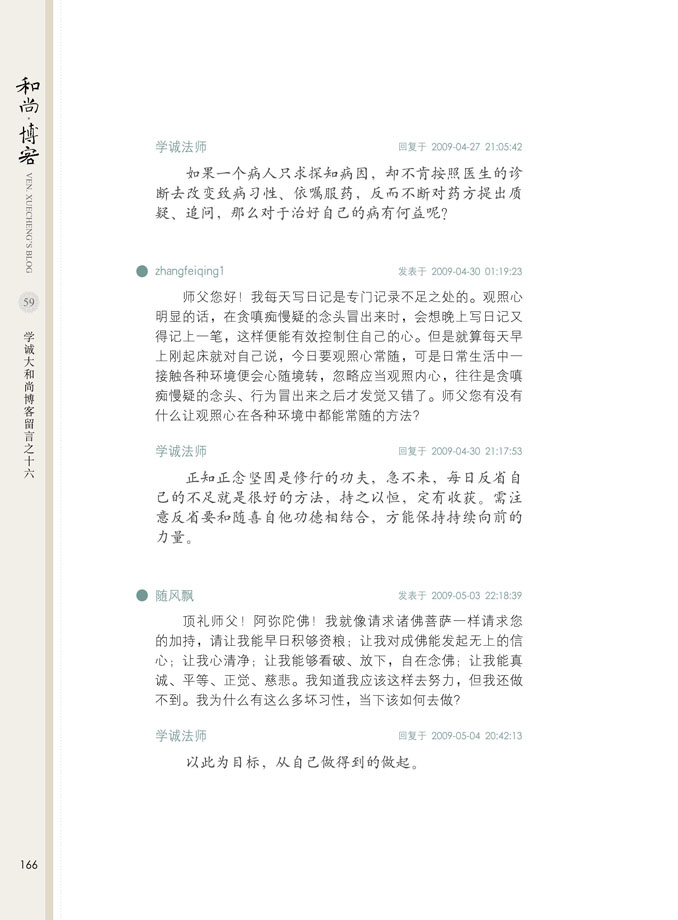 和尚·博客
VEN. XUECHENG'S BLOG
59
学诚大和尚博客留言之十六
学诚法师 回复于 2009-04-27 21:05:42
如果一个病人只求探知病因，却不肯按照医生的诊
断去改变致病习性、依嘱服药，反而不断对药方提出质
疑、追问，那么对于治好自己的病有何益呢？
zhangfeiqing1 发表于 2009-04-30 01:19:23
师父您好！我每天写日记是专门记录不足之处的。观照心
明显的话，在贪嗔痴慢疑的念头冒出来时，会想晚上写日记又
得记上一笔，这样便能有效控制住自己的心。但是就算每天早
上刚起床就对自己说，今日要观照心常随，可是日常生活中一
接触各种环境便会心随境转，忽略应当观照内心，往往是贪嗔
痴慢疑的念头、行为冒出来之后才发觉又错了。师父您有没有
什么让观照心在各种环境中都能常随的方法？
学诚法师 回复于 2009-04-30 21:17:53
正知正念坚固是修行的功夫，急不来，每日反省自
己的不足就是很好的方法，持之以恒，定有收获。需注
意反省要和随喜自他功德相结合，方能保持持续向前的
力量。
随风飘 发表于 2009-05-03 22:18:39
顶礼师父！阿弥陀佛！我就像请求诸佛菩萨一样请求您
的加持，请让我能早日积够资粮；让我对成佛能发起无上的信
心；让我心清净；让我能够看破、放下，自在念佛；让我能真
诚、平等、正觉、慈悲。我知道我应该这样去努力，但我还做
不到。我为什么有这么多坏习性，当下该如何去做？
学诚法师 回复于 2009-05-04 20:42:13
以此为目标，从自己做得到的做起。
166